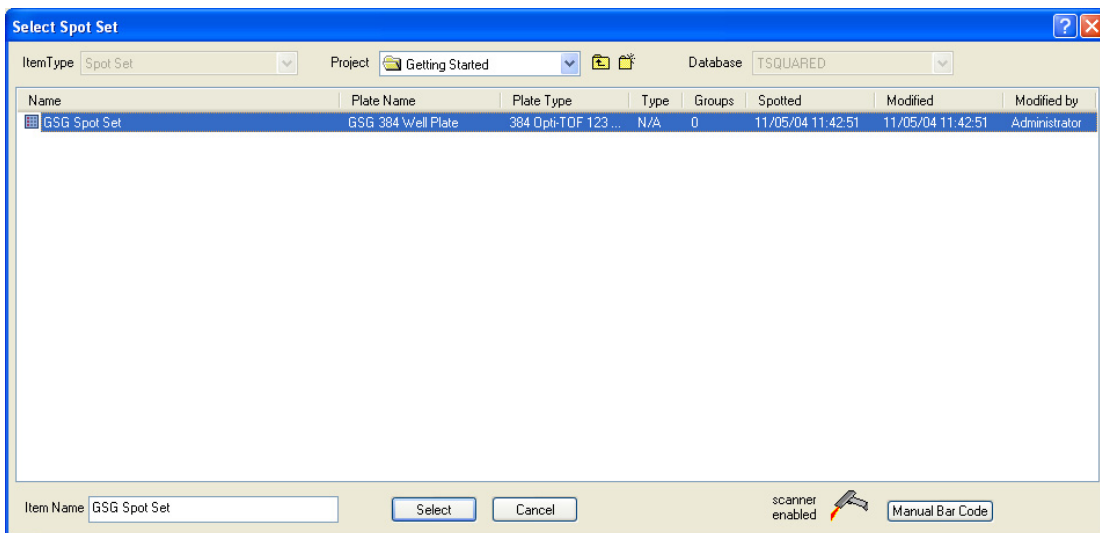 Select Spot Set
ItemType Spot Set Project Getting Started Database TSQUARED
Name Plate Name Plate Type Type Groups Spotted Modified Modified by
GSG Spot Set GSG 384 Well Plate 384 Opti-TOF 123 ... N/A 0 11/05/04 11:42:51 11/05/04 11:42:51 Administrator
Item Name GSG Spot Set Select Cancel scanner enabled Manual Bar Code